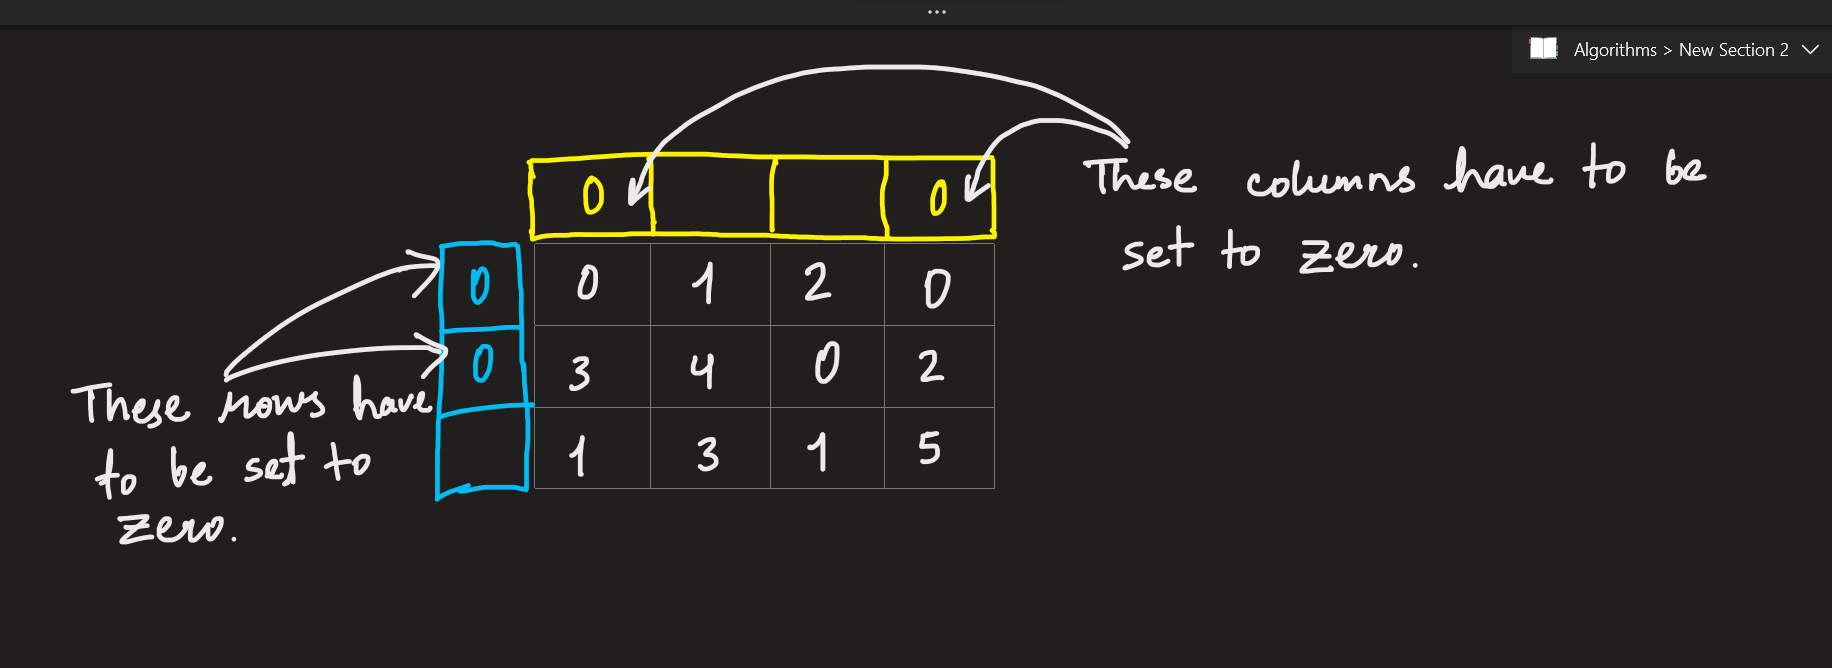 ...
Algorithms > New Section 2
These columns have to be
set to zero.
0 0
0 0 1 2 0
0 3 4 0 2
1 3 1 5
These rows have
to be set to
zero.